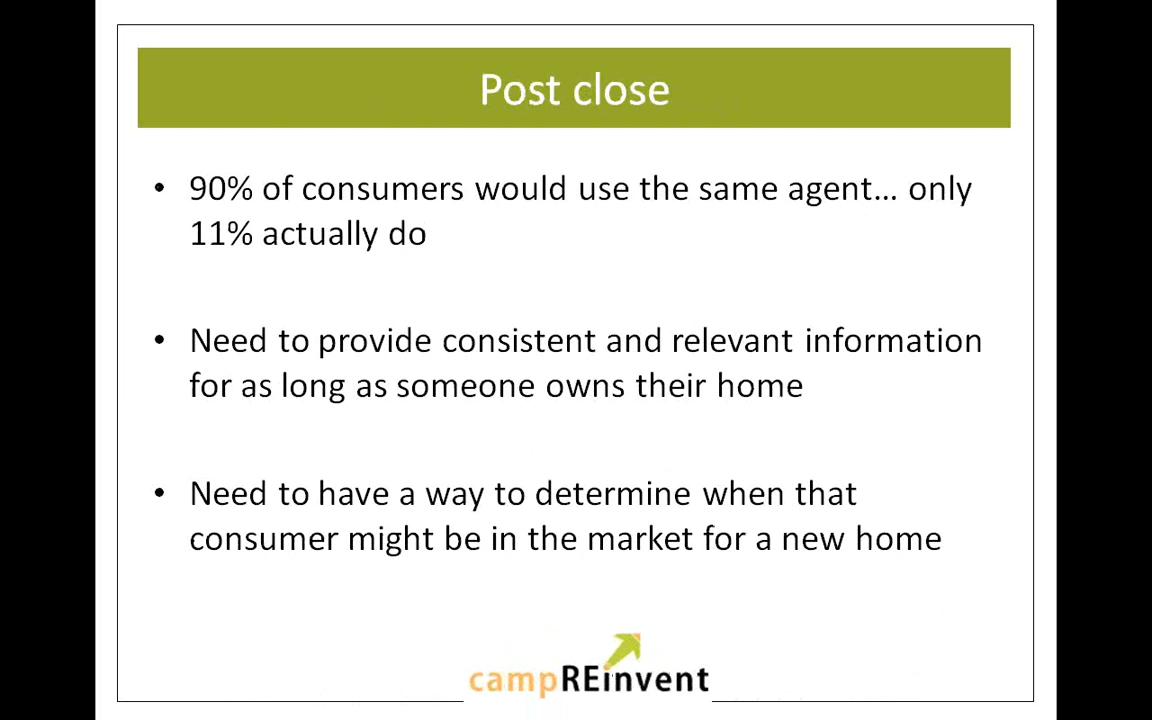 Post close
• 90% of consumers would use the same agent... only
11% actually do
• Need to provide consistent and relevant information
for as long as someone owns their home
• Need to have a way to determine when that
consumer might be in the market for a new home
campREinvent